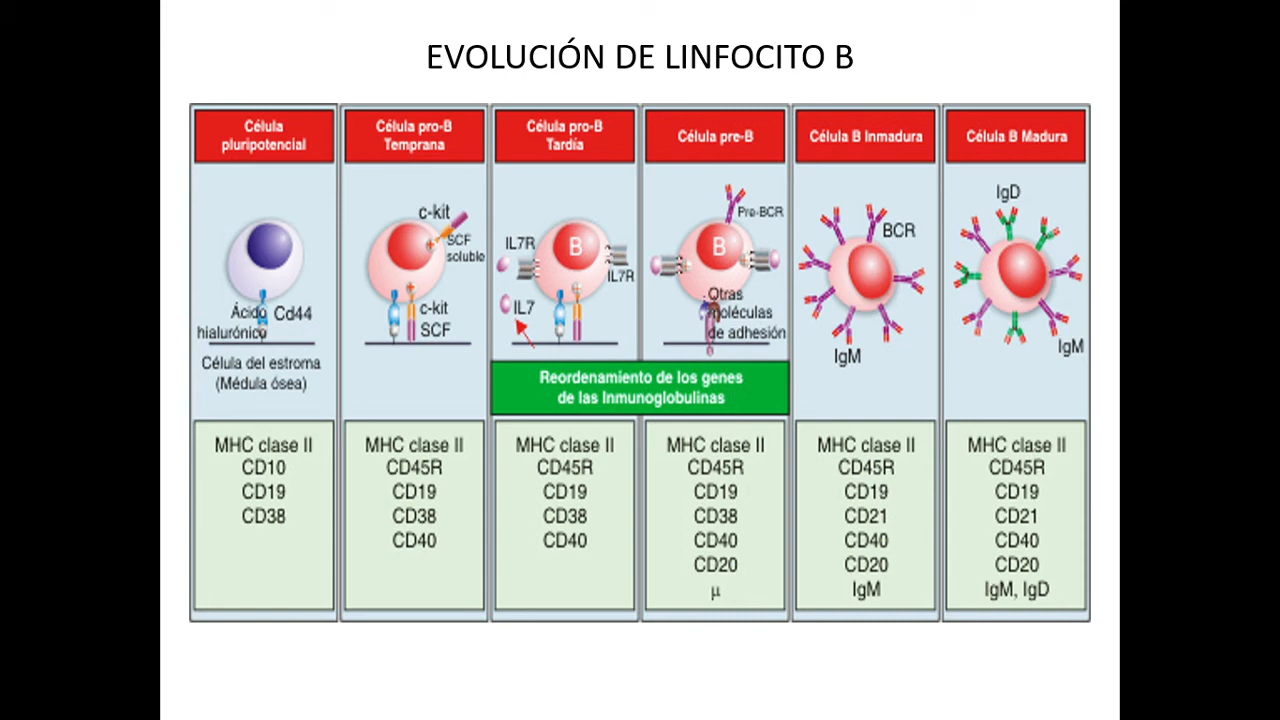 EVOLUCIÓN DE LINFOCITO B
Célula
pluripotencial
Ácido
hialurónico
Cd44
Célula del estroma
(Médula ósea)
MHC clase II
CD10
CD19
CD38
Célula pro-B
Temprana
c-kit
SCF
soluble
c-kit
SCF
MHC clase II
CD45R
CD19
CD38
CD40
Célula pro-B
Tardía
B
IL7R
IL7R
IL7
MHC clase II
CD45R
CD19
CD38
CD40
Célula pre-B
Pre-BCR
B
Otras
moléculas
de adhesión
Reordenamiento de los genes
de las Inmunoglobulinas
MHC clase II
CD45R
CD19
CD38
CD40
CD20
μ
Célula B Inmadura
BCR
IgM
MHC clase II
CD45R
CD19
CD21
CD40
CD20
IgM
Célula B Madura
IgD
IgM
MHC clase II
CD45R
CD19
CD21
CD40
CD20
IgM, IgD